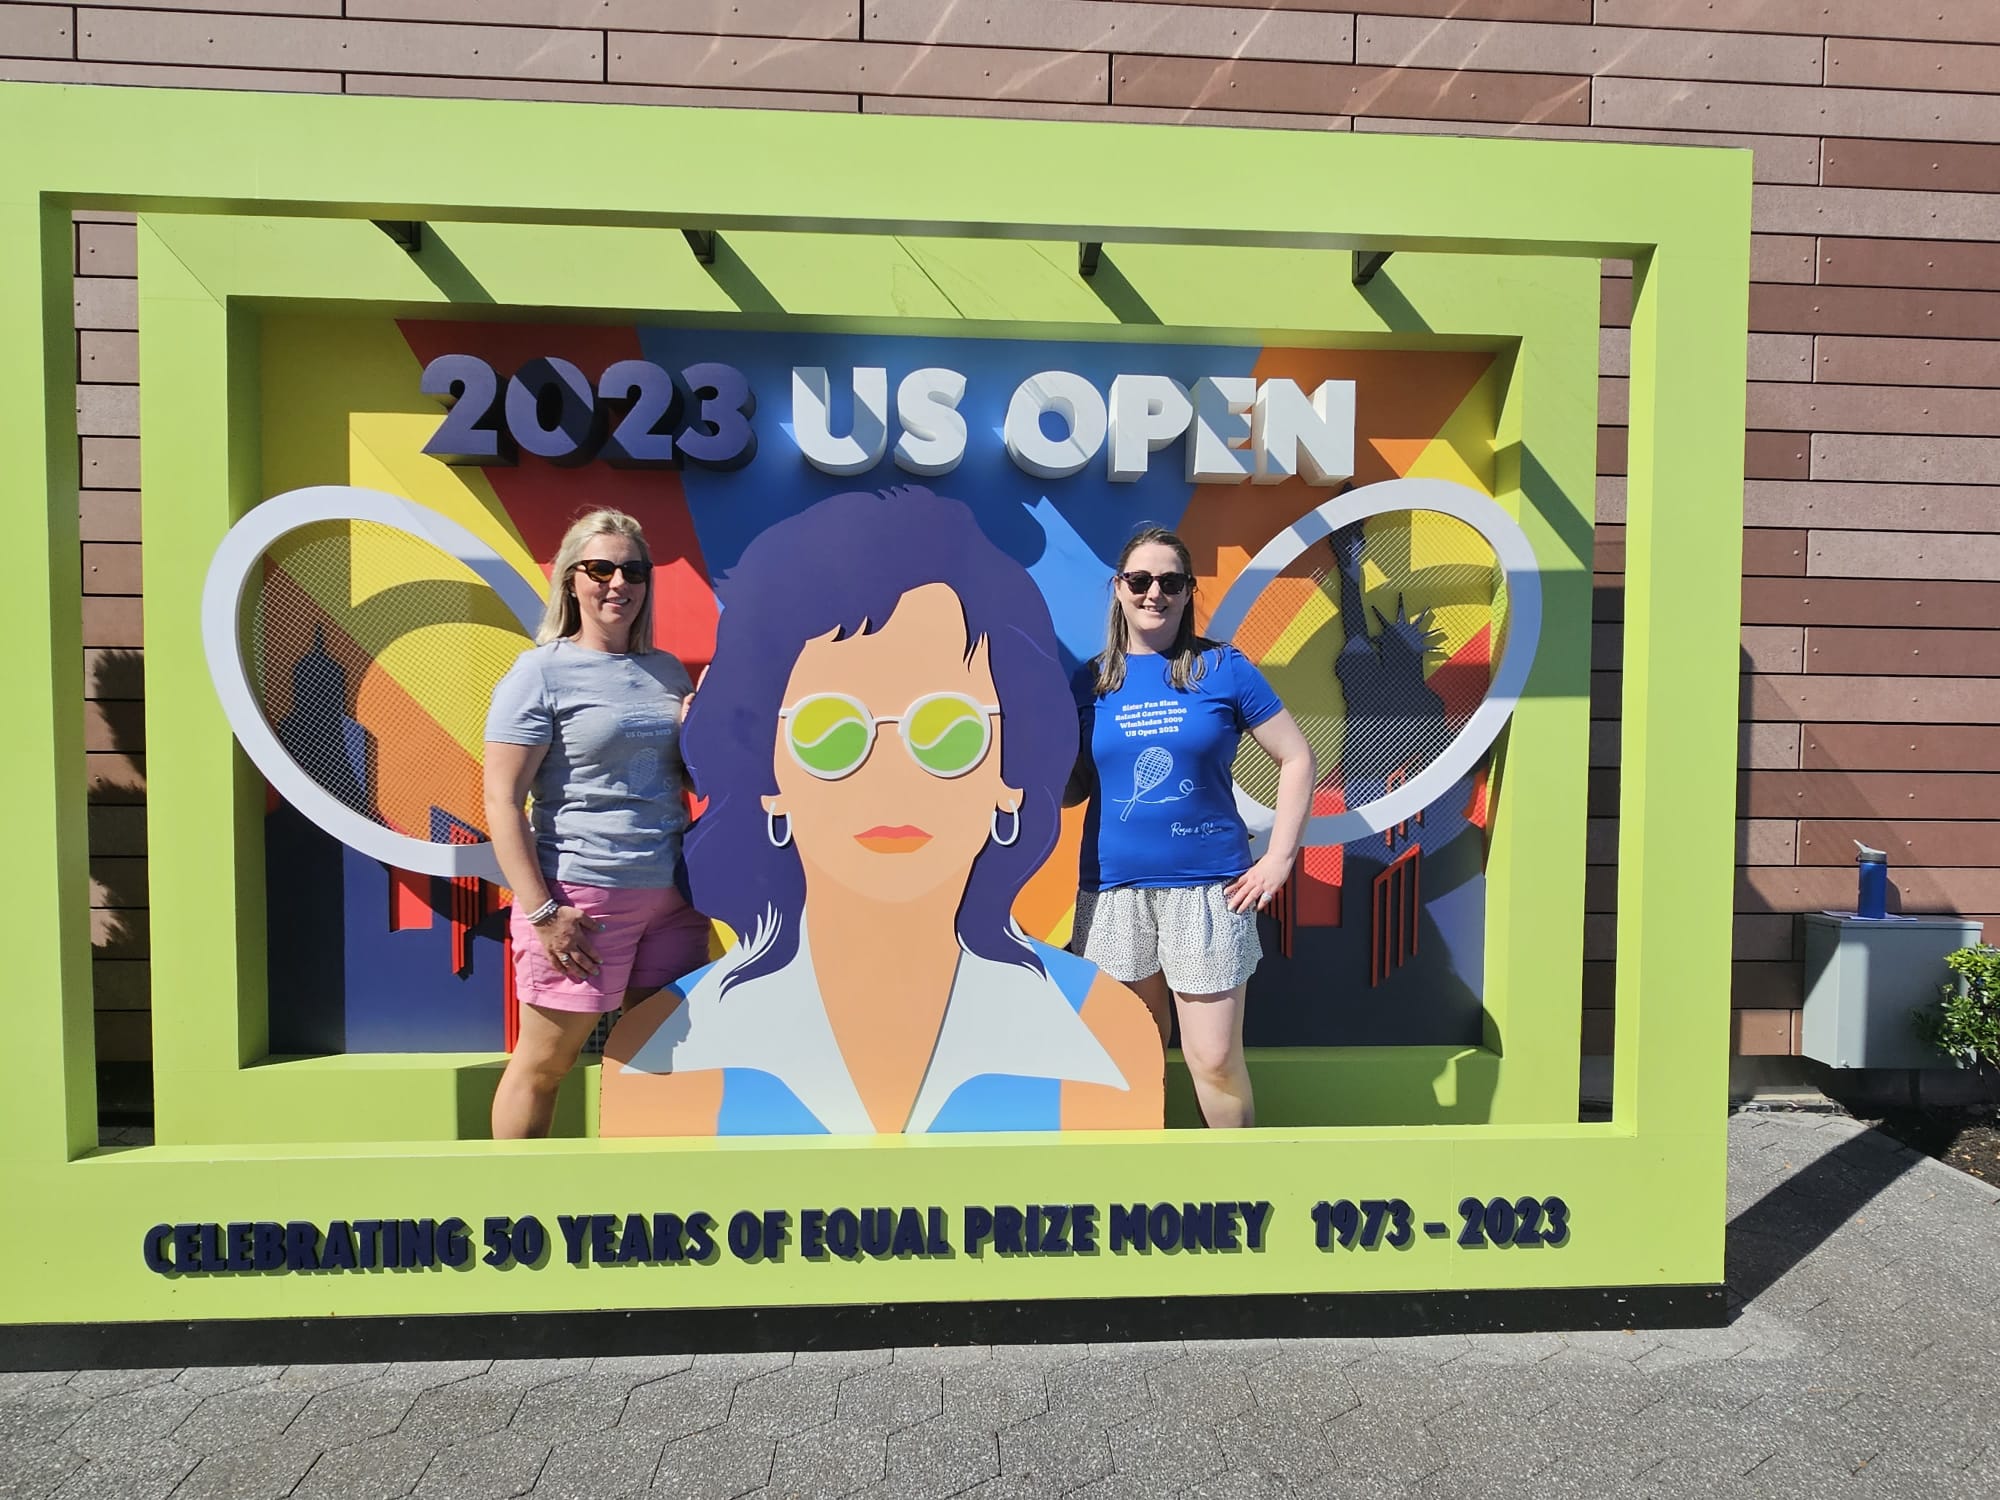 2023 US OPEN
US Open 2023
Sister Fan Slam
Roland Garros 2006
Wimbledon 2009
US Open 2023
CELEBRATING 50 YEARS OF EQUAL PRIZE MONEY 1973 – 2023